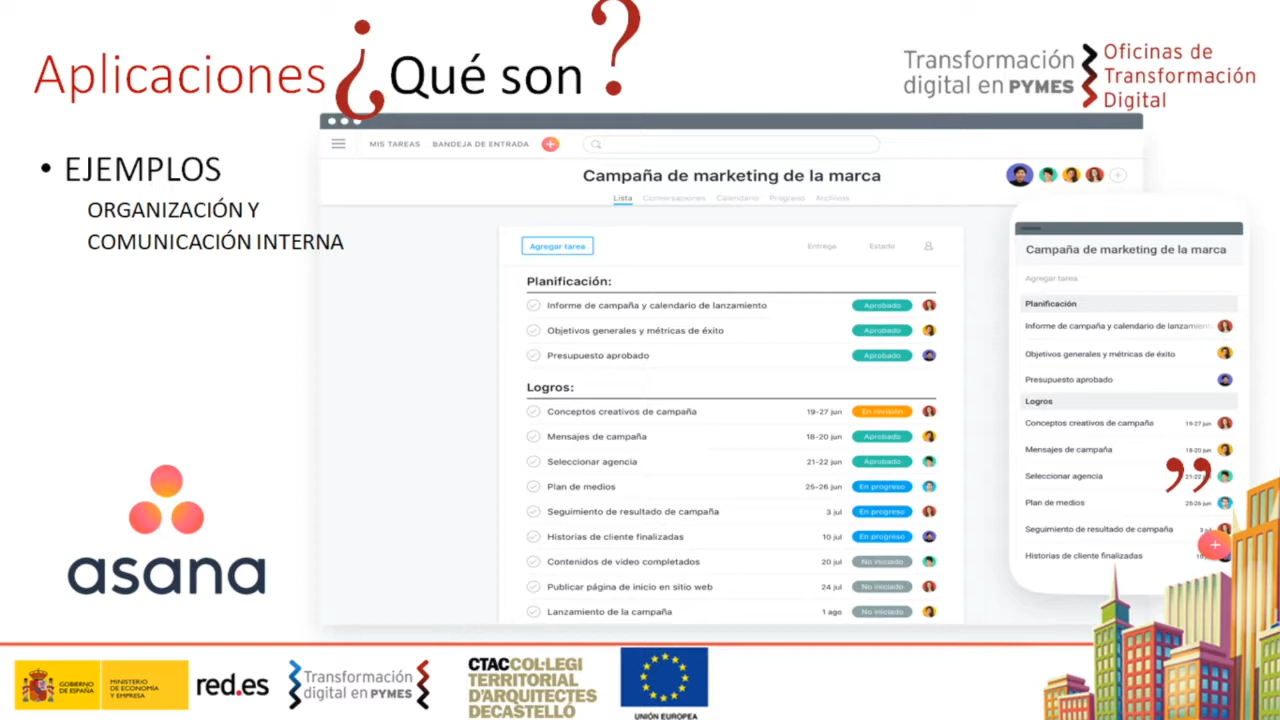 Aplicaciones ¿Qué son?
Transformación
digital en PYMES
Oficinas de
Transformación
Digital
• EJEMPLOS
ORGANIZACIÓN Y
COMUNICACIÓN INTERNA
asana
MIS TAREAS BANDEJA DE ENTRADA +
Campaña de marketing de la marca
+
Lista Conversaciones Calendario Progreso Archivos
Agregar tarea Entrega Estado
Planificación:
Informe de campaña y calendario de lanzamiento Aprobado
Objetivos generales y métricas de éxito Aprobado
Presupuesto aprobado Aprobado
Logros:
Conceptos creativos de campaña 19-27 jun En revisión
Mensajes de campaña 18-20 jun Aprobado
Seleccionar agencia 21-22 jun Aprobado
Plan de medios 25-26 jun En progreso
Seguimiento de resultado de campaña 3 jul En progreso
Historias de cliente finalizadas 10 jul En progreso
Contenidos de video completados 20 jul No iniciado
Publicar página de inicio en sitio web 24 jul No iniciado
Lanzamiento de la campaña 1 ago No iniciado
Campaña de marketing de la marca
Agregar tarea
Planificación
Informe de campaña y calendario de lanzamient
Objetivos generales y métricas de éxito
Presupuesto aprobado
Logros
Conceptos creativos de campaña 19-27 jun
Mensajes de campaña 18-20 jun
Seleccionar agencia 21-22 jun
Plan de medios 25-26 jun
Seguimiento de resultado de campaña
Historias de cliente finalizadas
+
”
GOBIERNO
DE ESPAÑA
MINISTERIO
DE ECONOMÍA
Y EMPRESA
red.es
Transformación
digital en PYMES
CTAC COL·LEGI
TERRITORIAL
D'ARQUITECTES
DE CASTELLÓ
UNIÓN EUROPEA